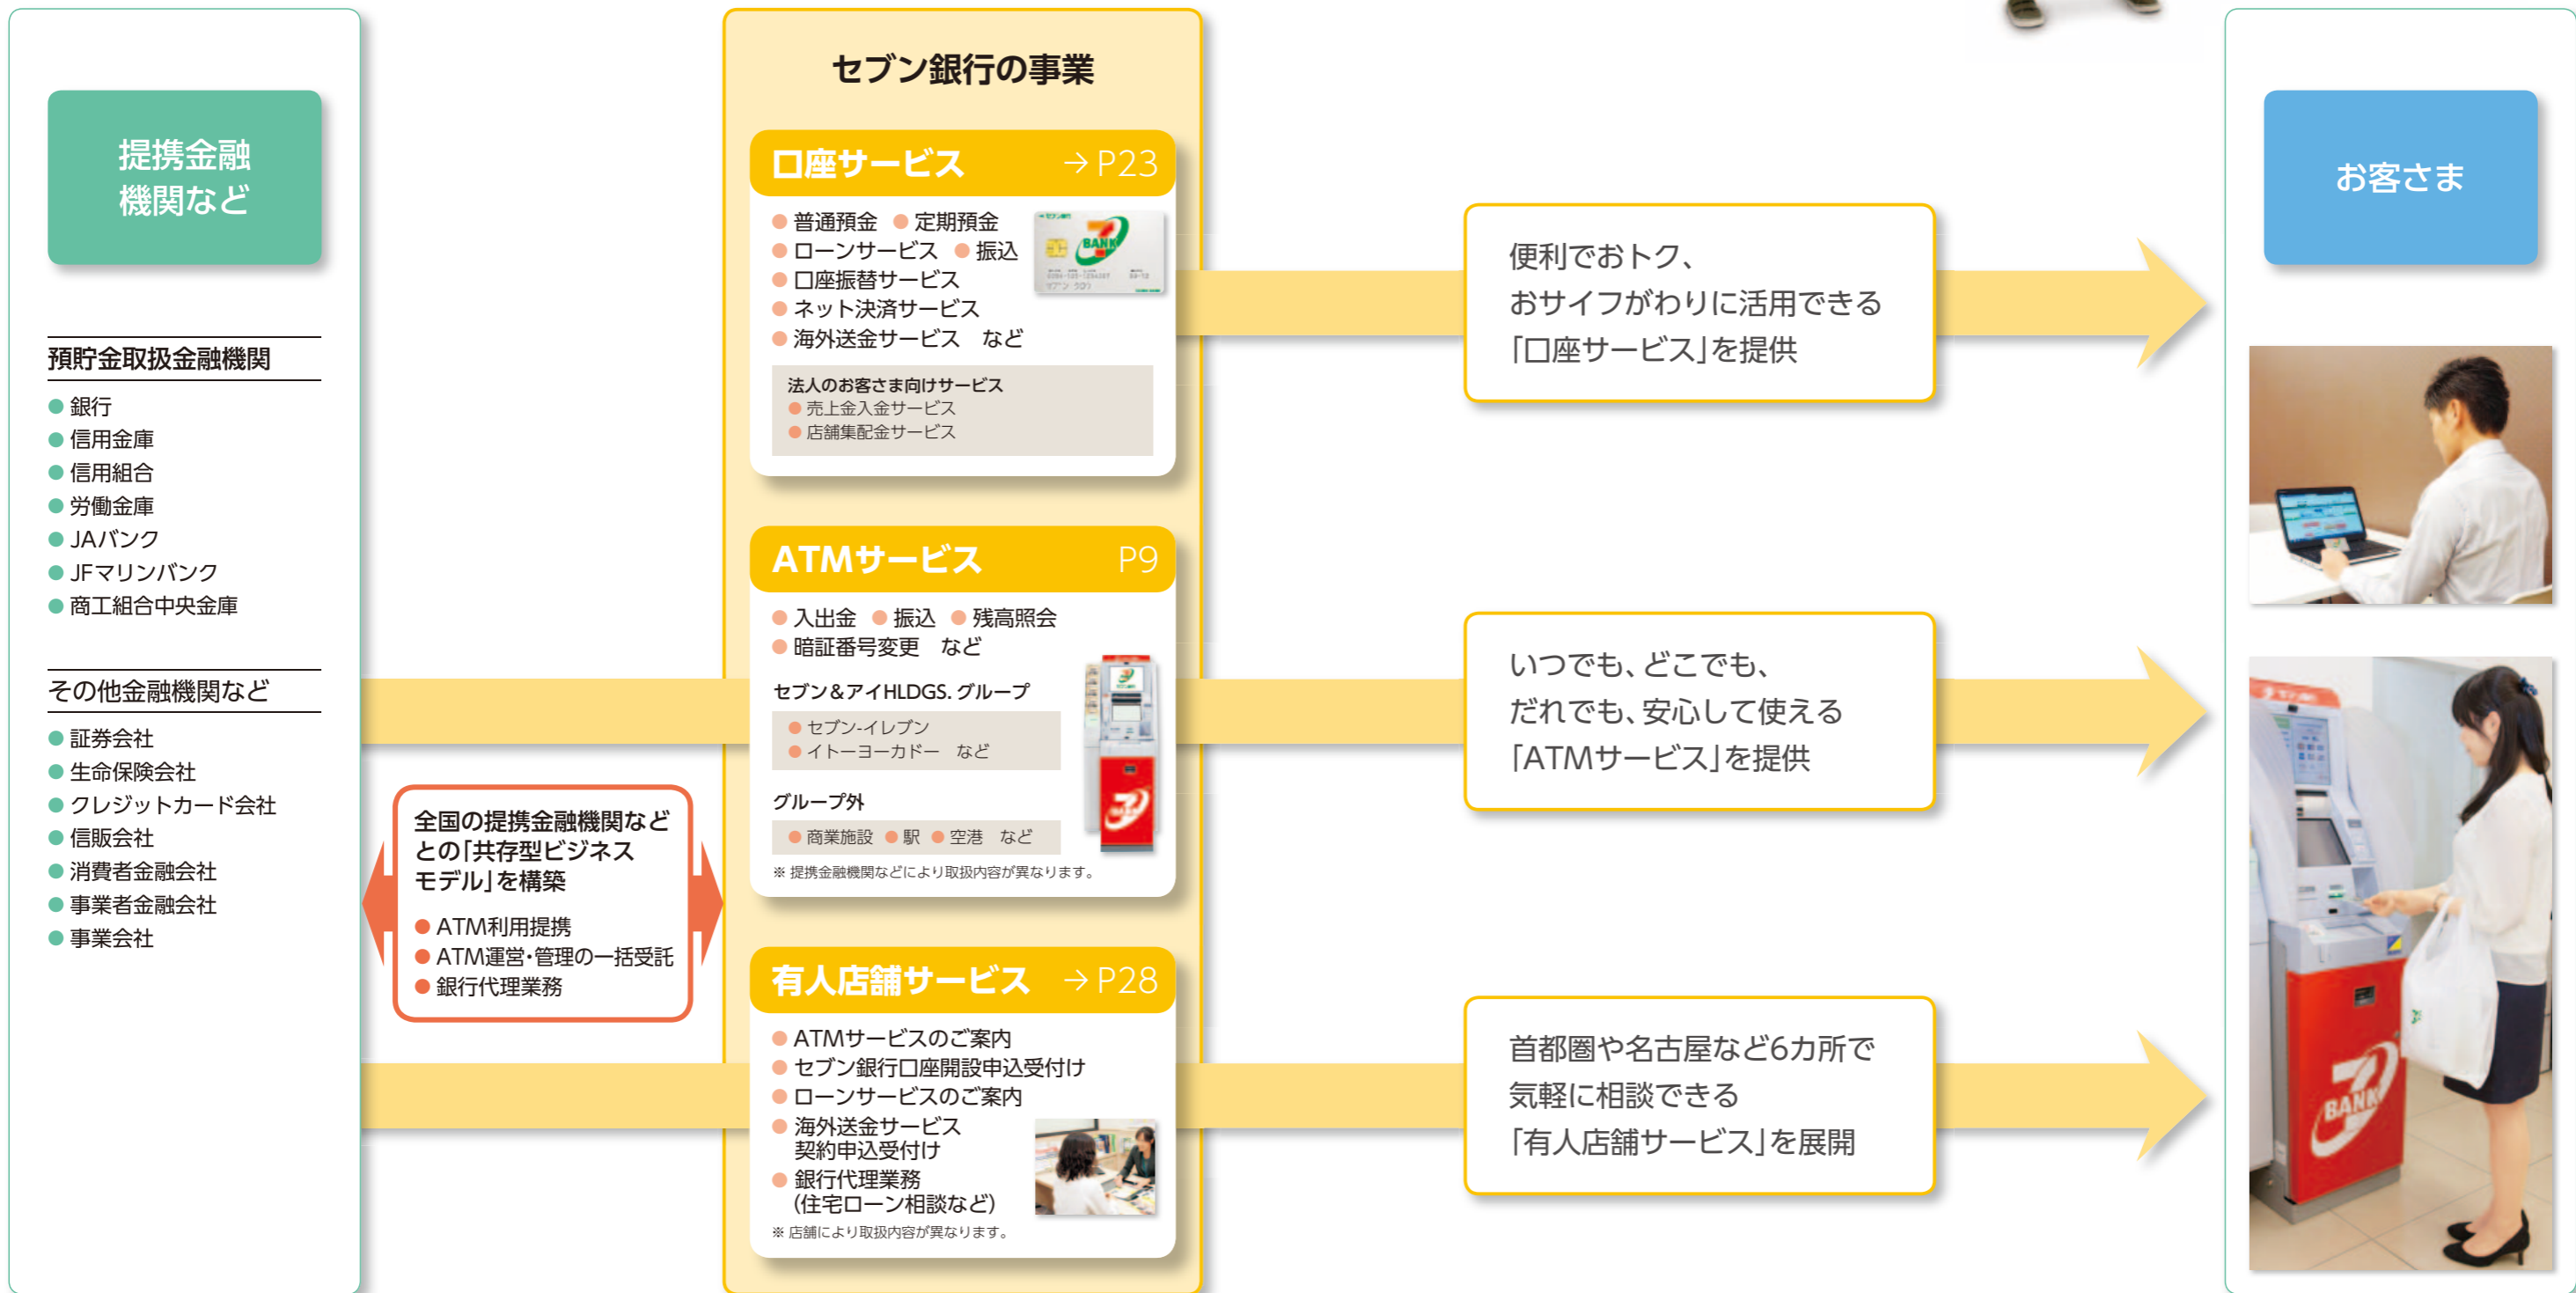 提携金融
機関など
預貯金取扱金融機関
● 銀行
● 信用金庫
● 信用組合
● 労働金庫
● JAバンク
● JFマリンバンク
● 商工組合中央金庫
その他金融機関など
● 証券会社
● 生命保険会社
● クレジットカード会社
● 信販会社
● 消費者金融会社
● 事業者金融会社
● 事業会社
全国の提携金融機関など
との「共存型ビジネス
モデル」を構築
● ATM利用提携
● ATM運営・管理の一括受託
● 銀行代理業務
セブン銀行の事業
口座サービス →P23
● 普通預金 ● 定期預金
● ローンサービス ● 振込
● 口座振替サービス
● ネット決済サービス
● 海外送金サービス など
セブン銀行
BANK
法人のお客さま向けサービス
● 売上金入金サービス
● 店舗集配金サービス
ATMサービス P9
● 入出金 ● 振込 ● 残高照会
● 暗証番号変更 など
セブン&アイHLDGS. グループ
● セブン-イレブン
● イトーヨーカドー など
グループ外
● 商業施設 ● 駅 ● 空港 など
※ 提携金融機関などにより取扱内容が異なります。
有人店舗サービス →P28
● ATMサービスのご案内
● セブン銀行口座開設申込受付け
● ローンサービスのご案内
● 海外送金サービス
契約申込受付け
● 銀行代理業務
(住宅ローン相談など)
※ 店舗により取扱内容が異なります。
便利でおトク、
おサイフがわりに活用できる
「口座サービス」を提供
いつでも、どこでも、
だれでも、安心して使える
「ATMサービス」を提供
首都圏や名古屋など6カ所で
気軽に相談できる
「有人店舗サービス」を展開
お客さま
BANK